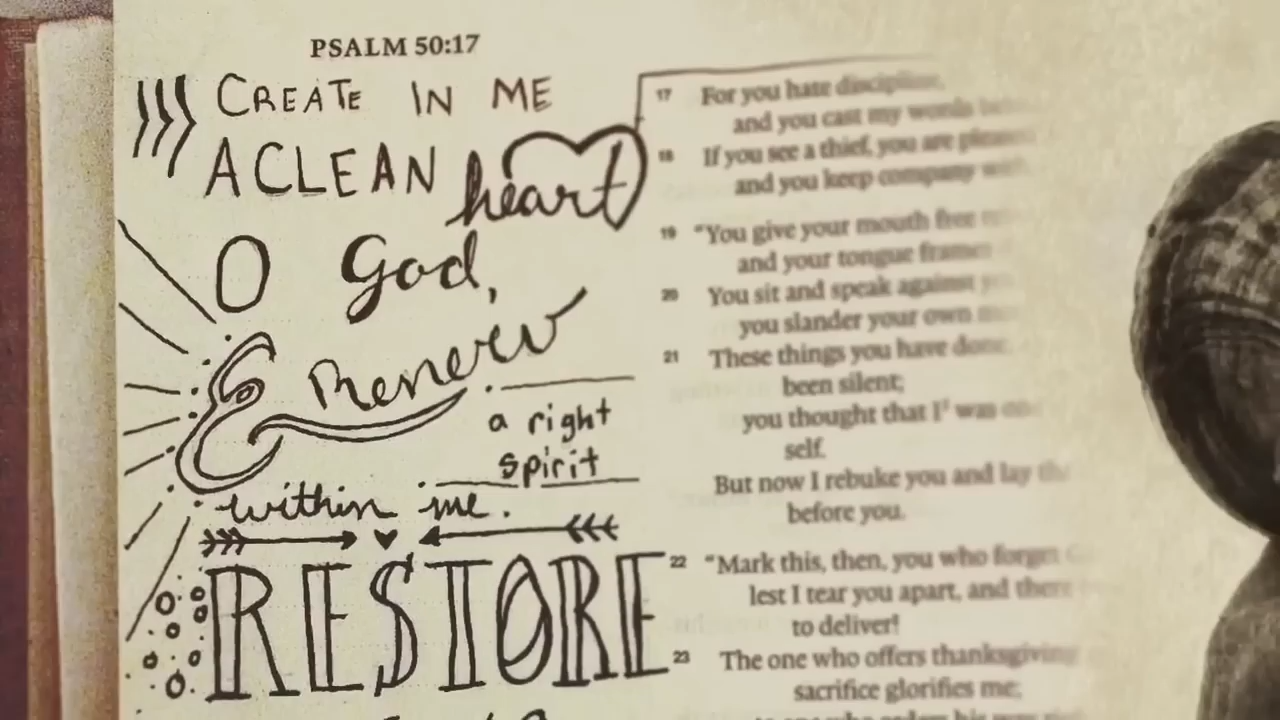 PSALM 50:17
CREATE IN ME
A CLEAN heart
O God,
& Renew
a right
spirit
within me.
RESTORE
17 For you hate discipline,
and you cast my words
18 If you see a thief, you are
and you keep company
19 “You give your mouth free
and your tongue frames
20 You sit and speak against
you slander your own
21 These things you have done,
been silent;
you thought that I¹ was
self.
But now I rebuke you and lay
before you.
22 “Mark this, then, you who forget
lest I tear you apart, and there
to deliver!
23 The one who offers thanksgiving
sacrifice glorifies me;